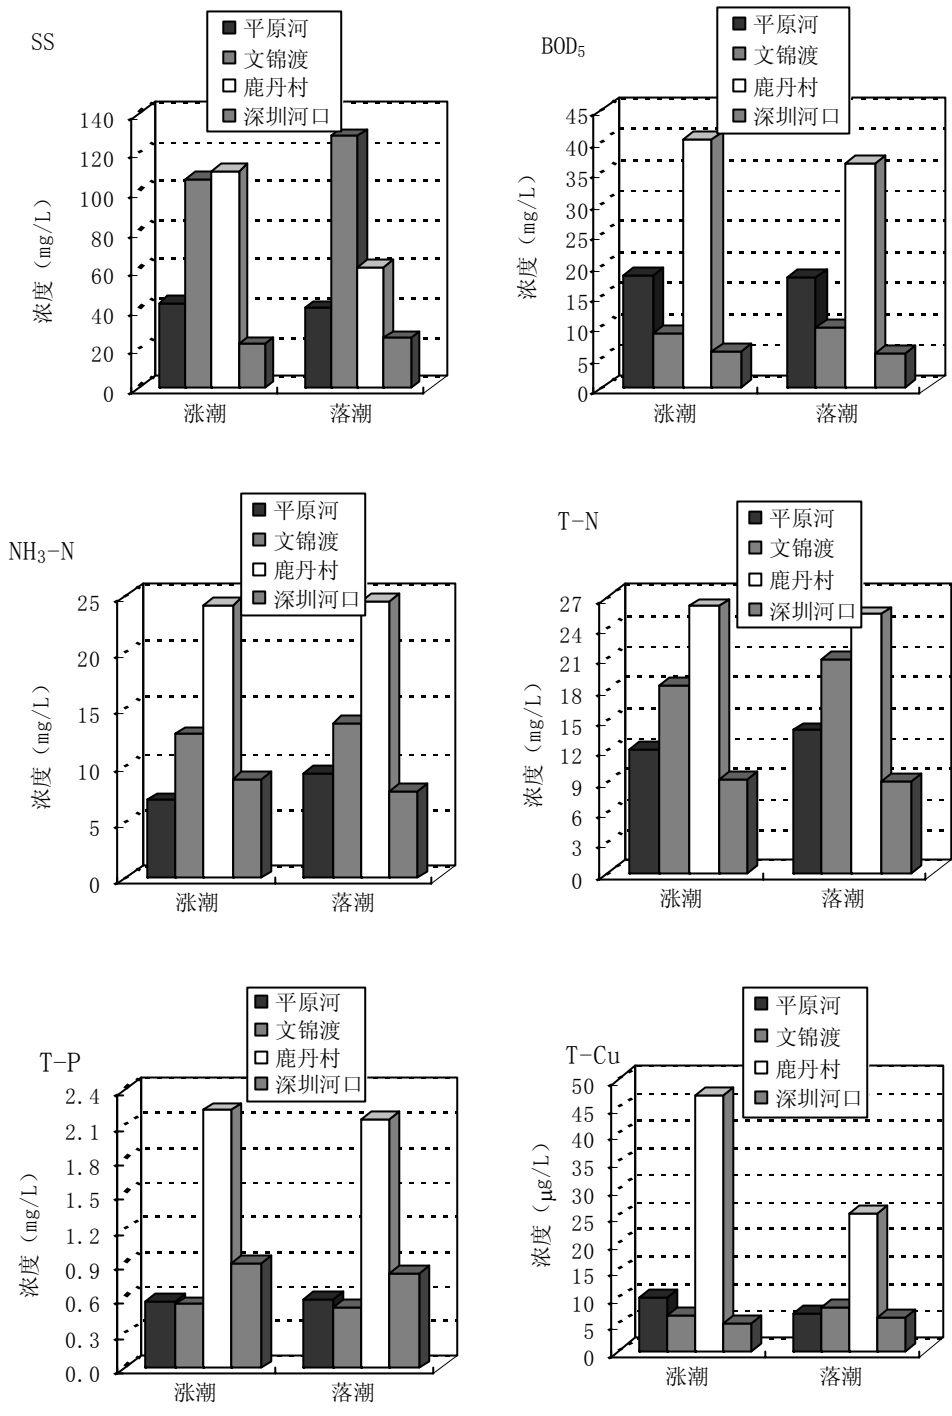 SS
平原河
文锦渡
鹿丹村
深圳河口
浓度（mg/L）
140
120
100
80
60
40
20
0
涨潮
落潮
BOD5
平原河
文锦渡
鹿丹村
深圳河口
浓度（mg/L）
45
40
35
30
25
20
15
10
5
0
涨潮
落潮
NH3-N
平原河
文锦渡
鹿丹村
深圳河口
浓度（mg/L）
25
20
15
10
5
0
涨潮
落潮
T-N
平原河
文锦渡
鹿丹村
深圳河口
浓度（mg/L）
27
24
21
18
15
12
9
6
3
0
涨潮
落潮
T-P
平原河
文锦渡
鹿丹村
深圳河口
浓度（mg/L）
2.4
2.1
1.8
1.5
1.2
0.9
0.6
0.3
0.0
涨潮
落潮
T-Cu
平原河
文锦渡
鹿丹村
深圳河口
浓度（μg/L）
50
45
40
35
30
25
20
15
10
5
0
涨潮
落潮